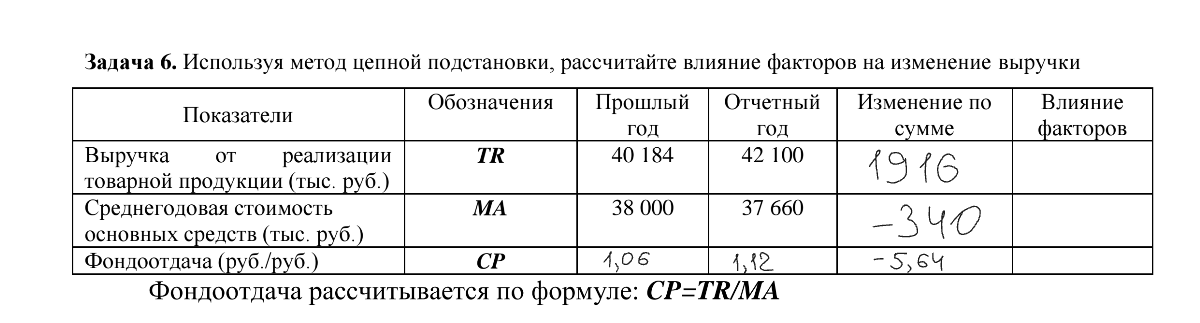 Задача 6. Используя метод цепной подстановки, рассчитайте влияние факторов на изменение выручки
Показатели Обозначения Прошлый год Отчетный год Изменение по сумме Влияние факторов
Выручка от реализации товарной продукции (тыс. руб.) TR 40 184 42 100 1916
Среднегодовая стоимость основных средств (тыс. руб.) MA 38 000 37 660 -340
Фондоотдача (руб./руб.) CP 1,06 1,12 -5,64
Фондоотдача рассчитывается по формуле: CP=TR/MA